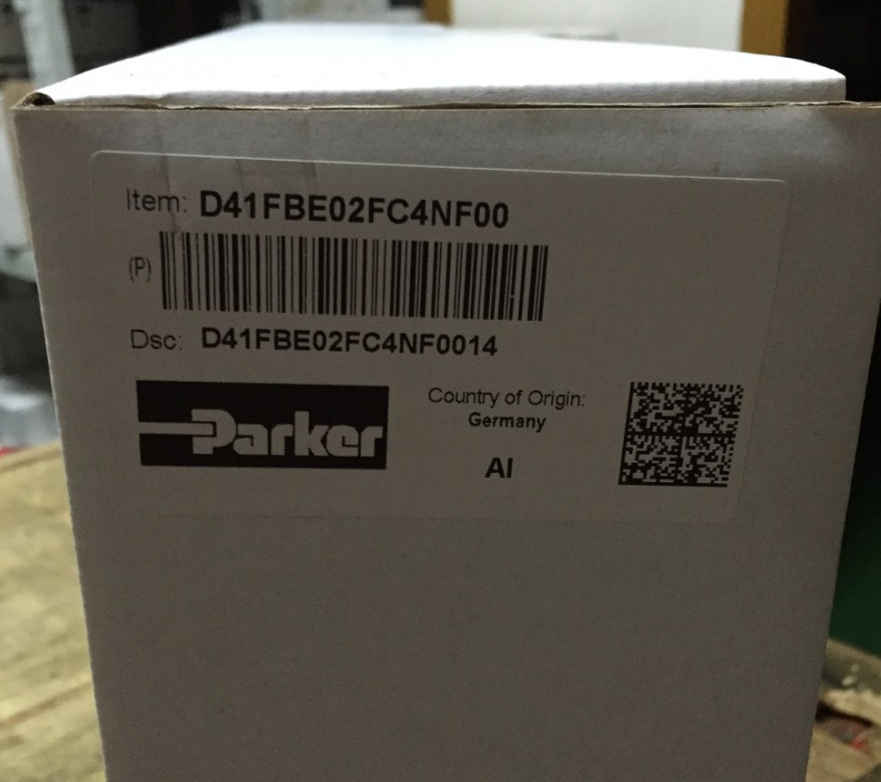 Item: D41FBE02FC4NF00
(P)
Dsc: D41FBE02FC4NF0014
Parker
Country of Origin:
Germany
AI